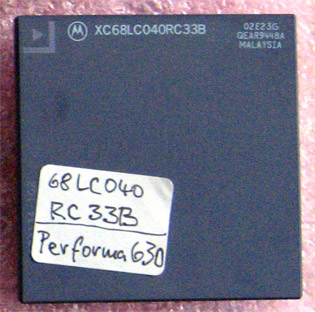 XC68LC040RC33B
02E23G
QEAR9448A
MALAYSIA
68LC040
RC33B
Performa 630